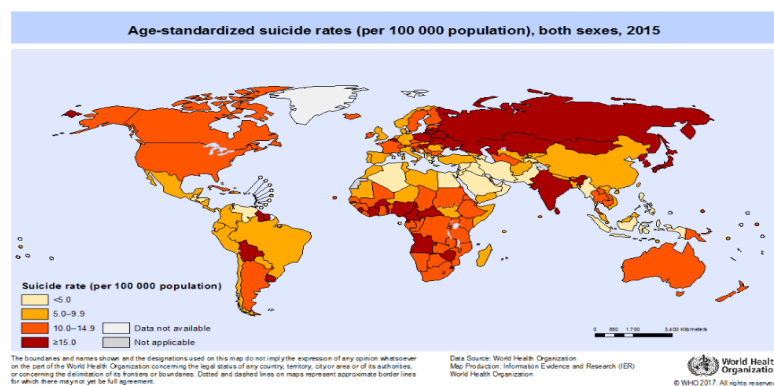 Age-standardized suicide rates (per 100 000 population), both sexes, 2015
Suicide rate (per 100 000 population)
<5.0
5.0–9.9
10.0–14.9
≥15.0
Data not available
Not applicable
0 850 1,700 3,400 Kilometers
The boundaries and names shown and the designations used on this map do not imply the expression of any opinion whatsoever
on the part of the World Health Organization concerning the legal status of any country, territory, city or area or of its authorities,
or concerning the delimitation of its frontiers or boundaries. Dotted and dashed lines on maps represent approximate border lines
for which there may not yet be full agreement.
Data Source: World Health Organization
Map Production: Information Evidence and Research (IER)
World Health Organization
World Healt
Organizatio
© WHO 2017. All rights reserve